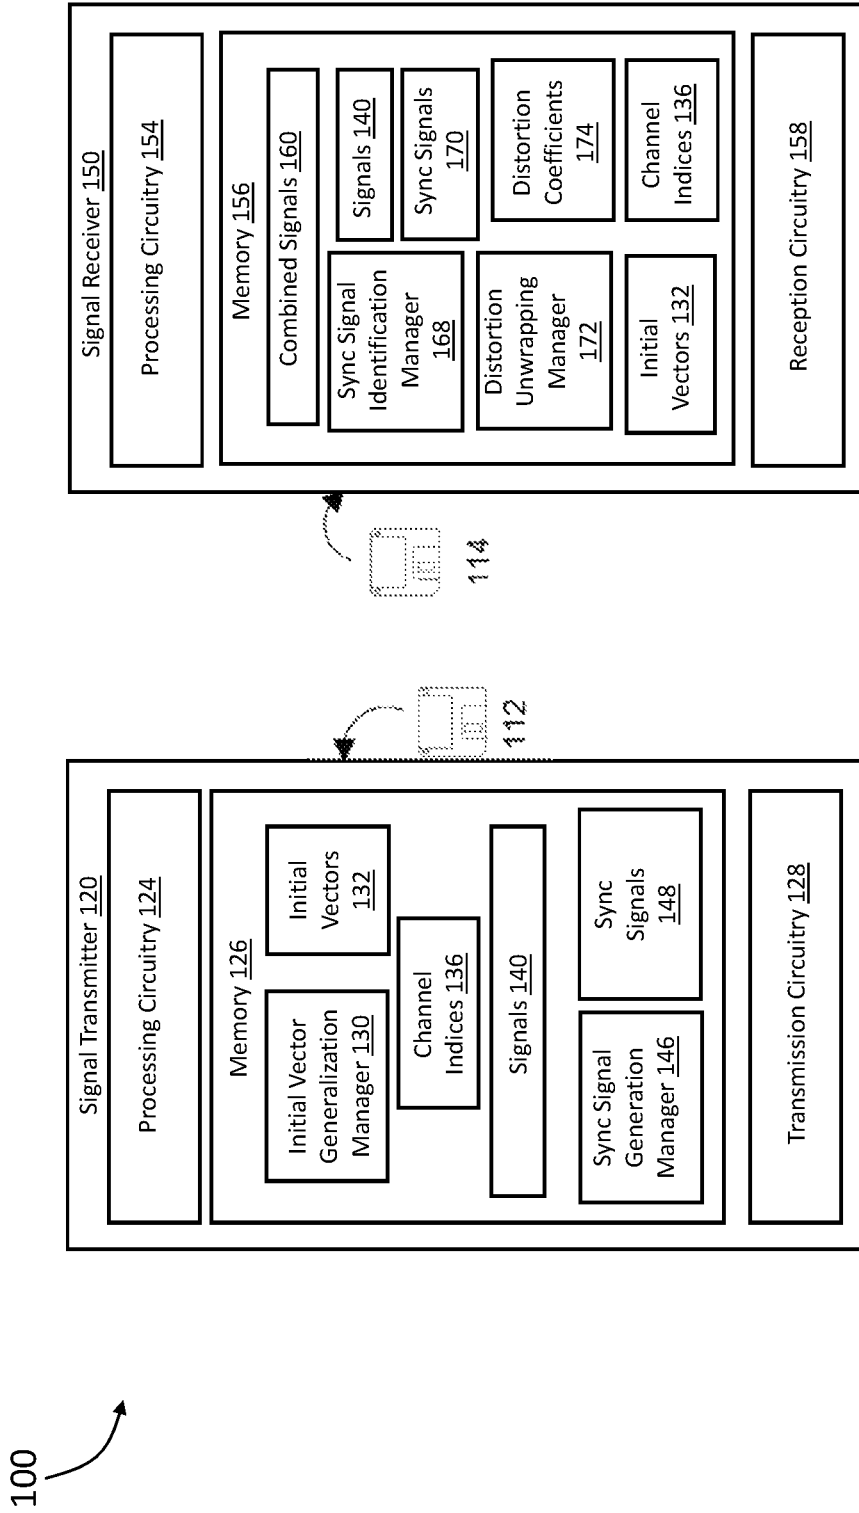 100
Signal Transmitter 120
Processing Circuitry 124
Memory 126
Initial Vector
Generalization
Manager 130
Initial
Vectors
132
Channel
Indices 136
Signals 140
Sync Signal
Generation
Manager 146
Sync
Signals
148
Transmission Circuitry 128
112
114
Signal Receiver 150
Processing Circuitry 154
Memory 156
Combined Signals 160
Sync Signal
Identification
Manager
168
Signals 140
Sync Signals
170
Distortion
Unwrapping
Manager
172
Distortion
Coefficients
174
Initial
Vectors 132
Channel
Indices 136
Reception Circuitry 158